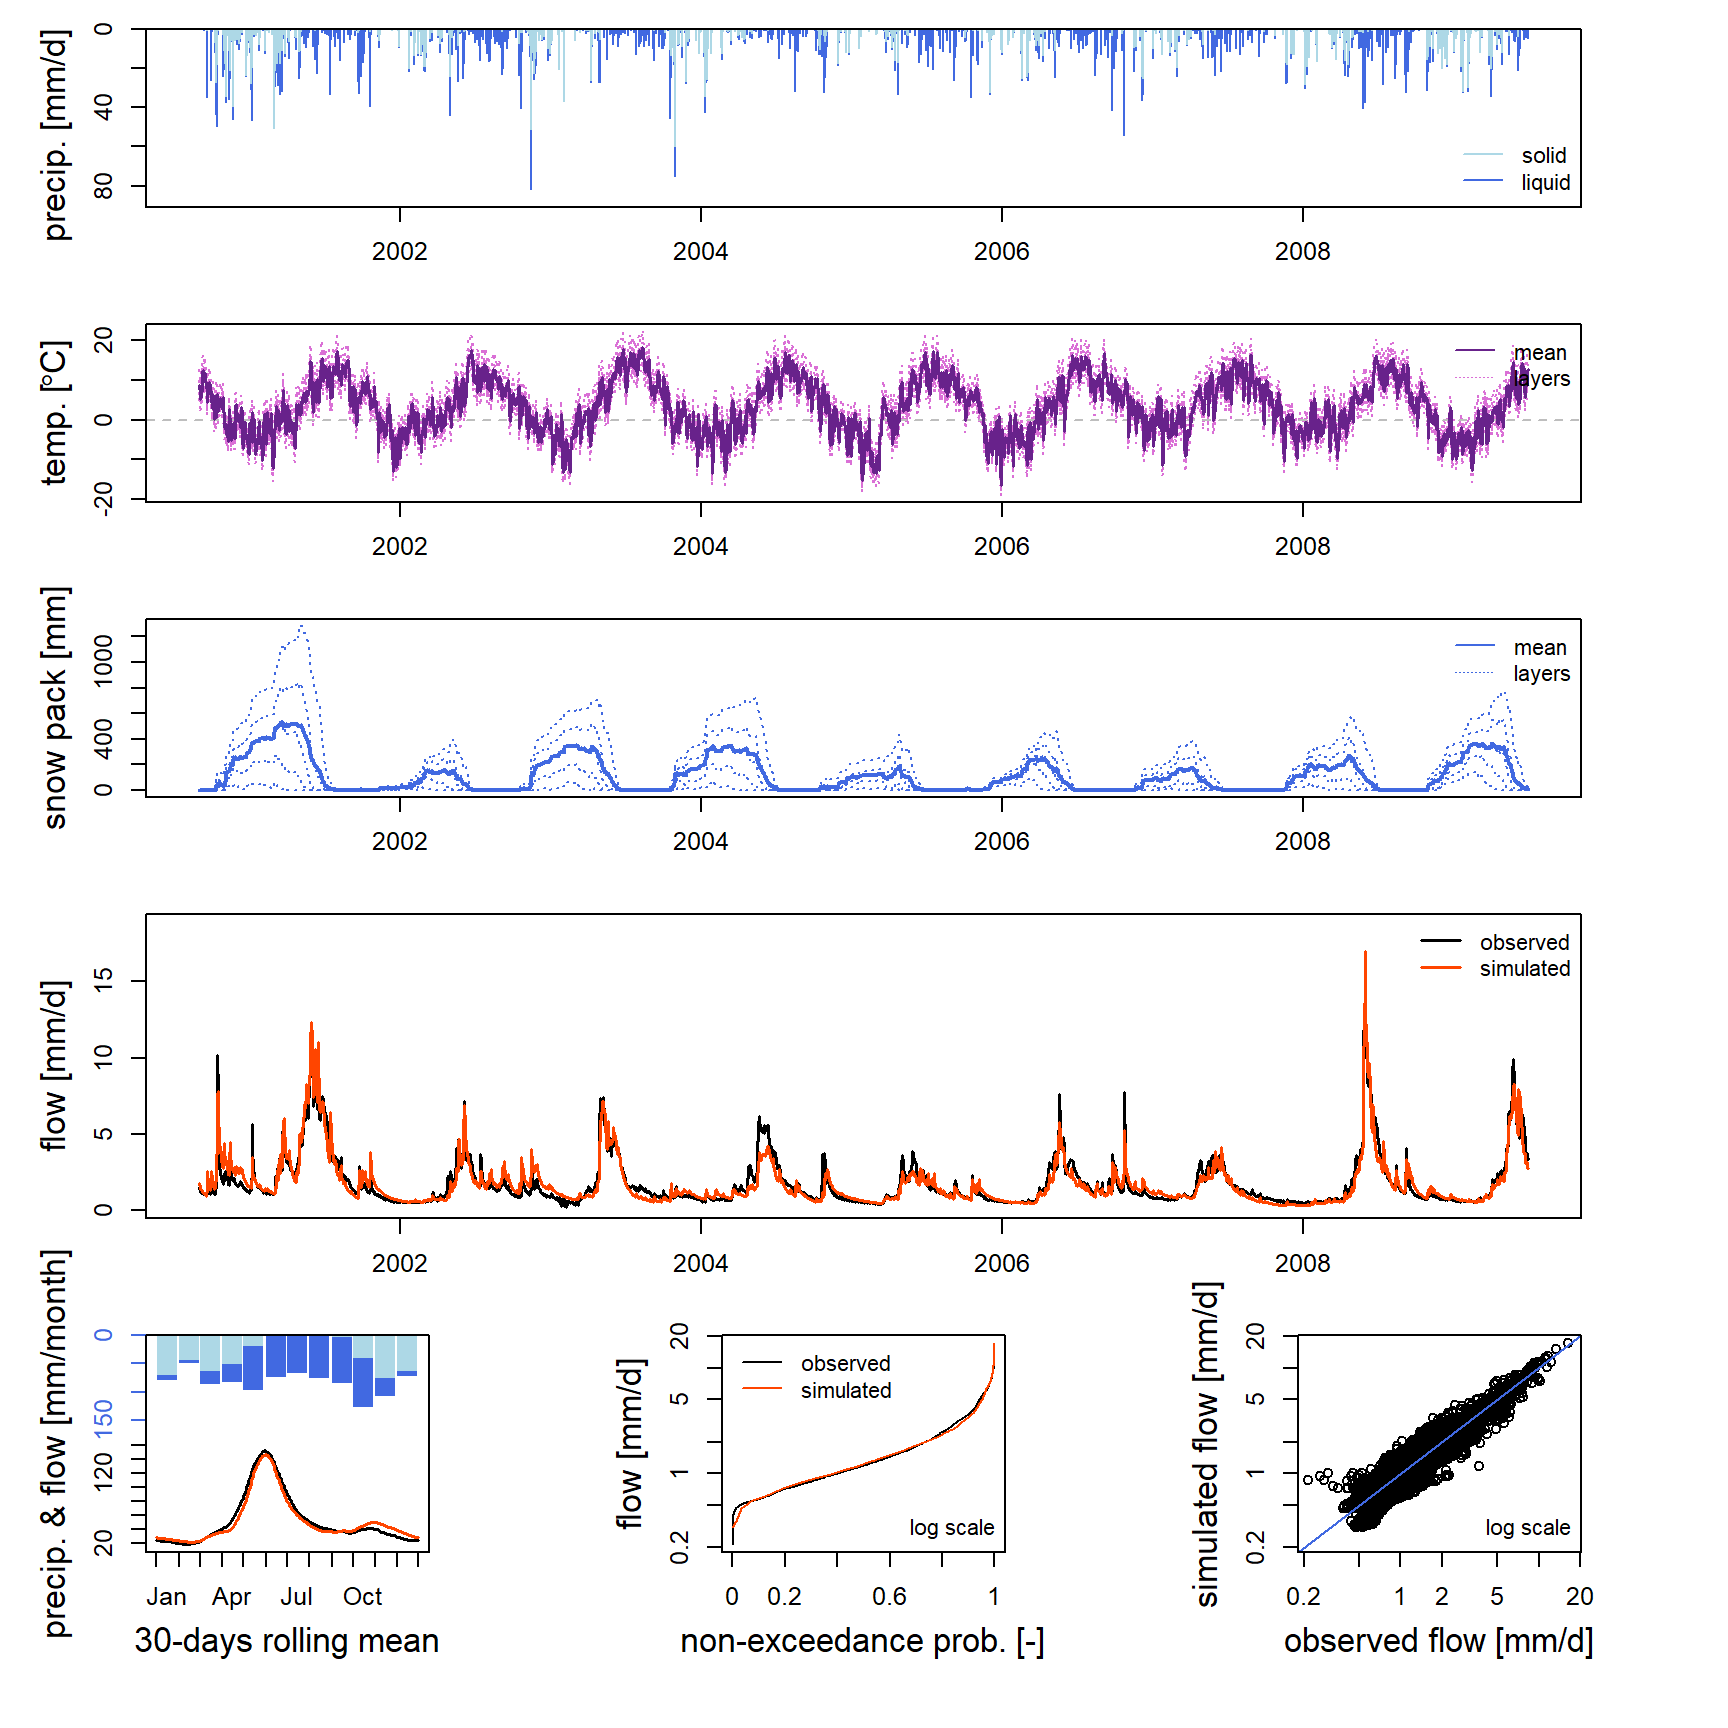 precip. [mm/d]
0
40
80
solid
liquid
2002 2004 2006 2008
temp. [°C]
20
0
-20
mean
layers
2002 2004 2006 2008
snow pack [mm]
1000
400
0
mean
layers
2002 2004 2006 2008
flow [mm/d]
15
10
5
0
observed
simulated
2002 2004 2006 2008
precip. & flow [mm/month]
0
150
120
20
Jan Apr Jul Oct
30-days rolling mean
flow [mm/d]
20
5
1
0.2
observed
simulated
log scale
0 0.2 0.6 1
non-exceedance prob. [-]
simulated flow [mm/d]
20
5
1
0.2
log scale
0.2 1 2 5 20
observed flow [mm/d]